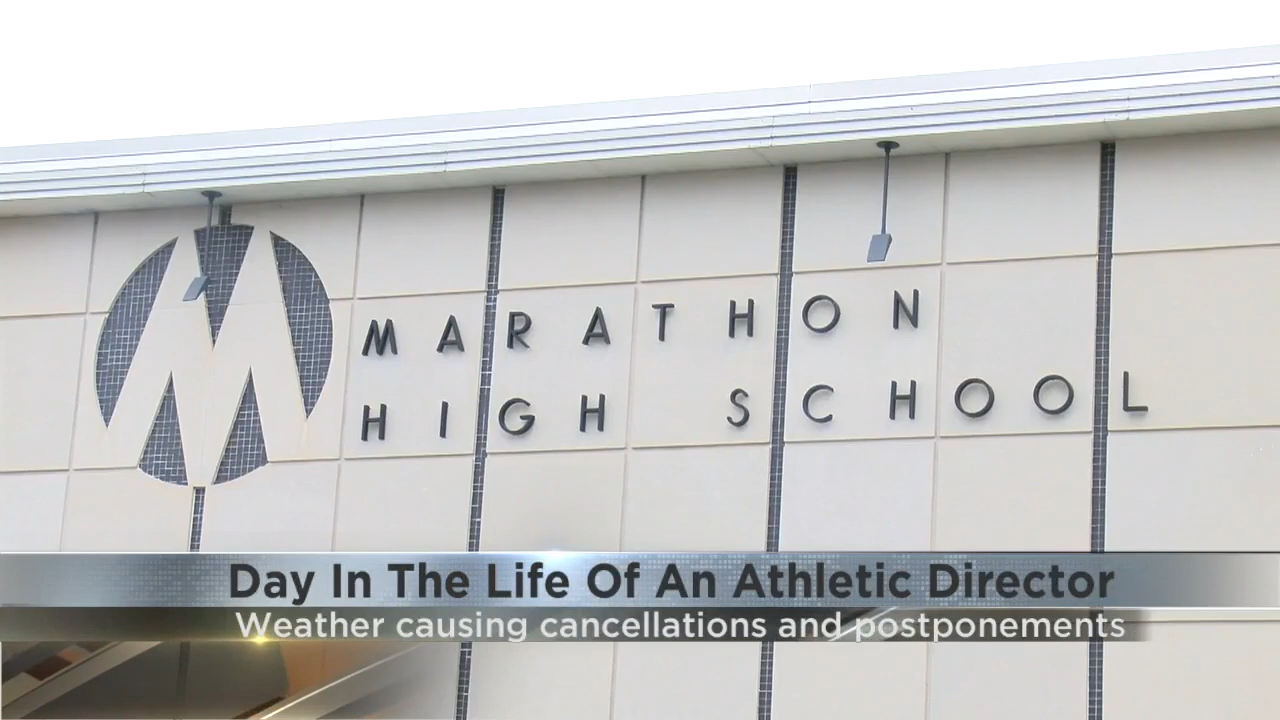 M
MARATHON
HIGH SCHOOL
Day In The Life Of An Athletic Director
Weather causing cancellations and postponements